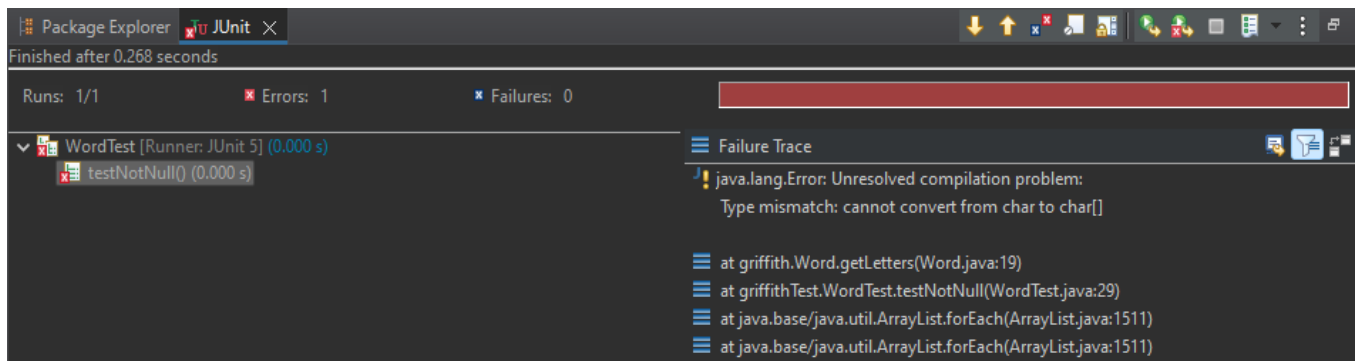 Package Explorer JUnit
Finished after 0.268 seconds
Runs: 1/1 Errors: 1 Failures: 0
WordTest [Runner: JUnit 5] (0.000 s)
testNotNull() (0.000 s)
Failure Trace
java.lang.Error: Unresolved compilation problem:
Type mismatch: cannot convert from char to char[]
at griffith.Word.getLetters(Word.java:19)
at griffithTest.WordTest.testNotNull(WordTest.java:29)
at java.base/java.util.ArrayList.forEach(ArrayList.java:1511)
at java.base/java.util.ArrayList.forEach(ArrayList.java:1511)